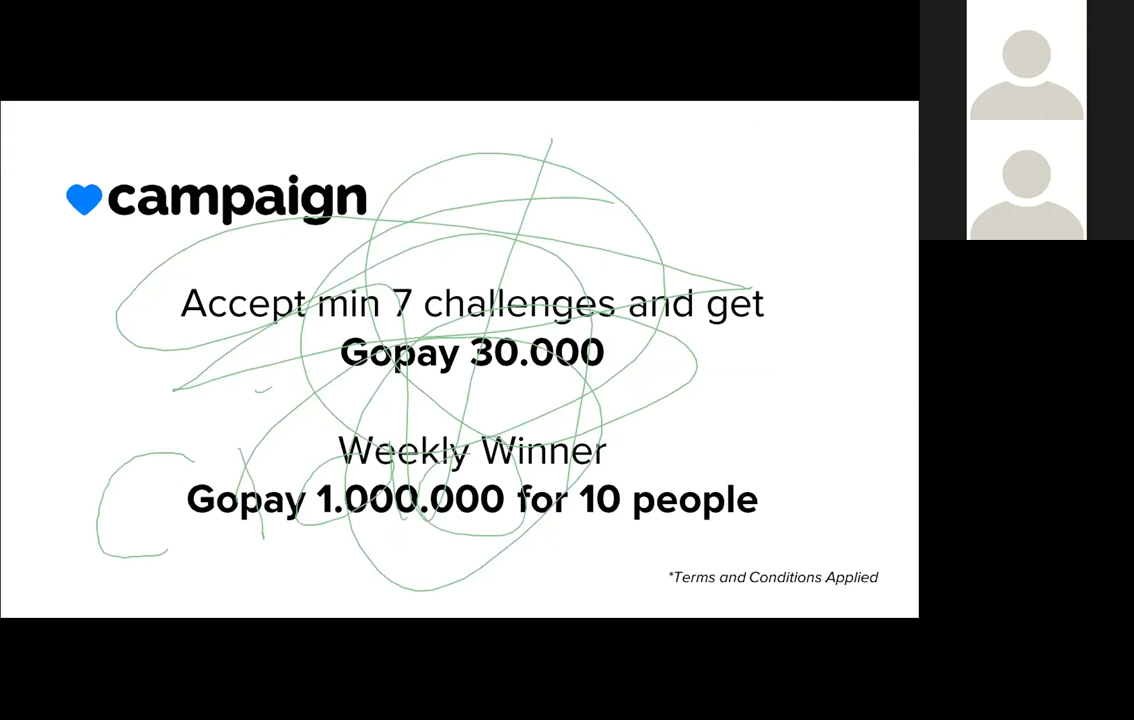 campaign
Accept min 7 challenges and get
Gopay 30.000
Weekly Winner
Gopay 1.000.000 for 10 people
*Terms and Conditions Applied